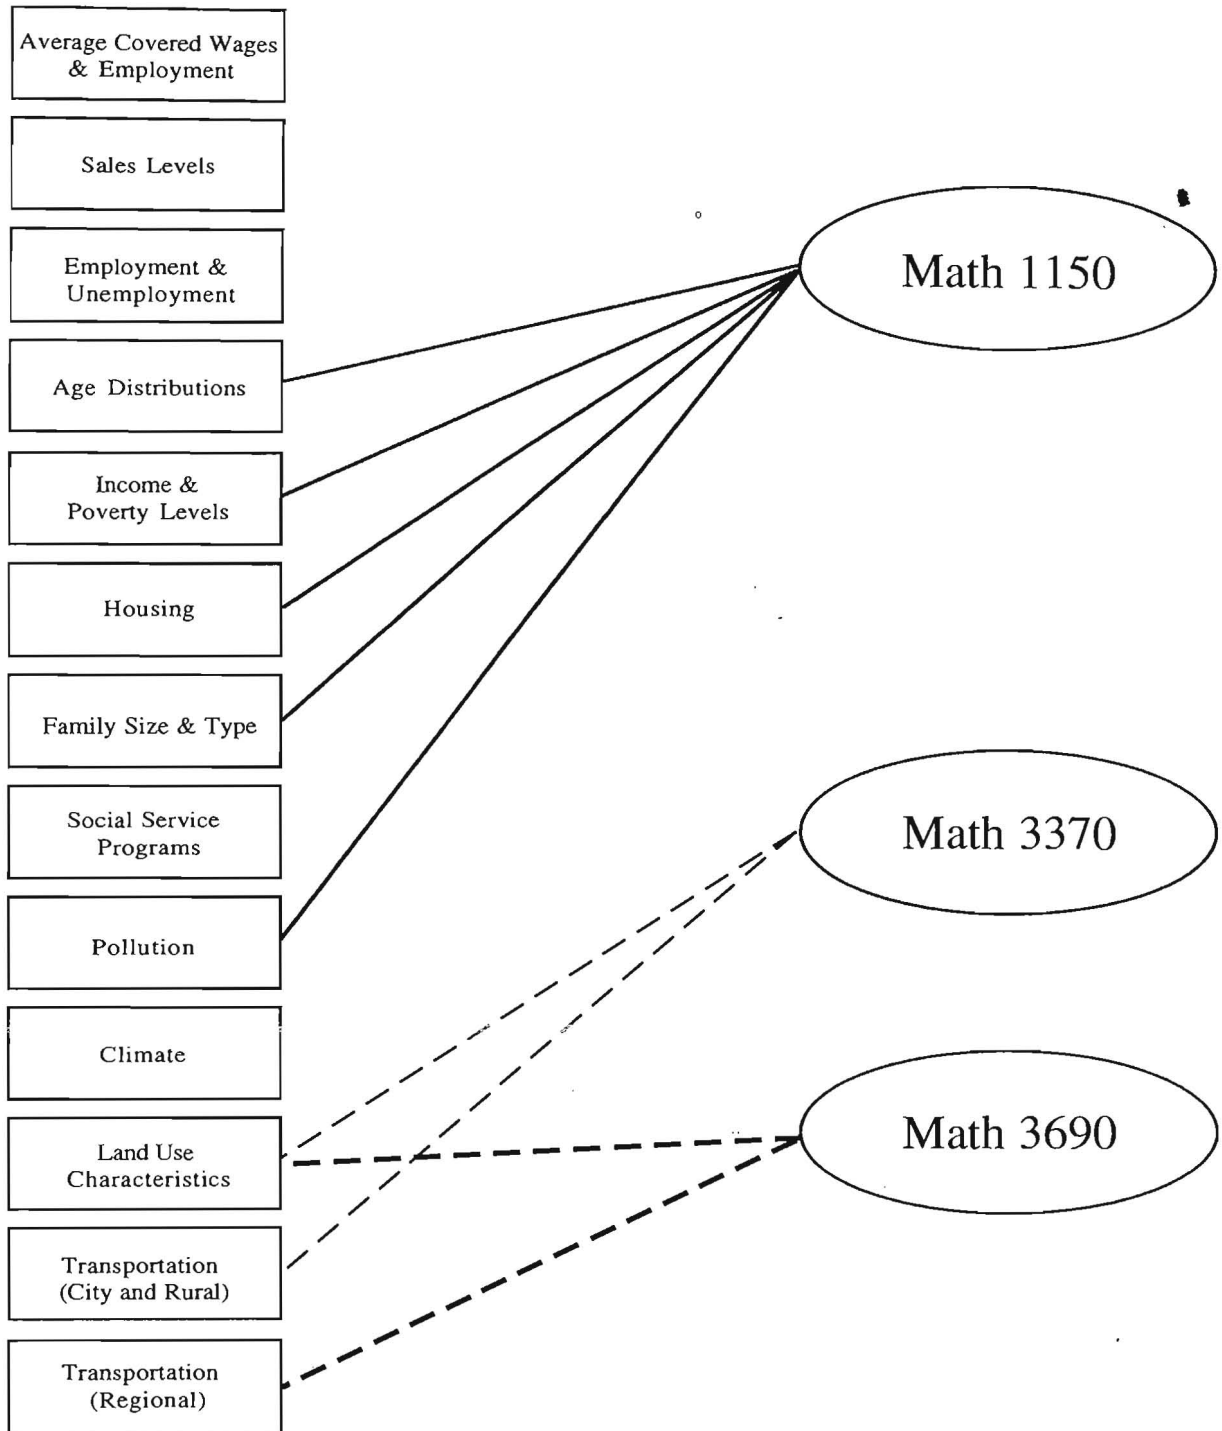 Average Covered Wages
& Employment
Sales Levels
Employment &
Unemployment
Age Distributions
Income &
Poverty Levels
Housing
Family Size & Type
Social Service
Programs
Pollution
Climate
Land Use
Characteristics
Transportation
(City and Rural)
Transportation
(Regional)
Math 1150
Math 3370
Math 3690